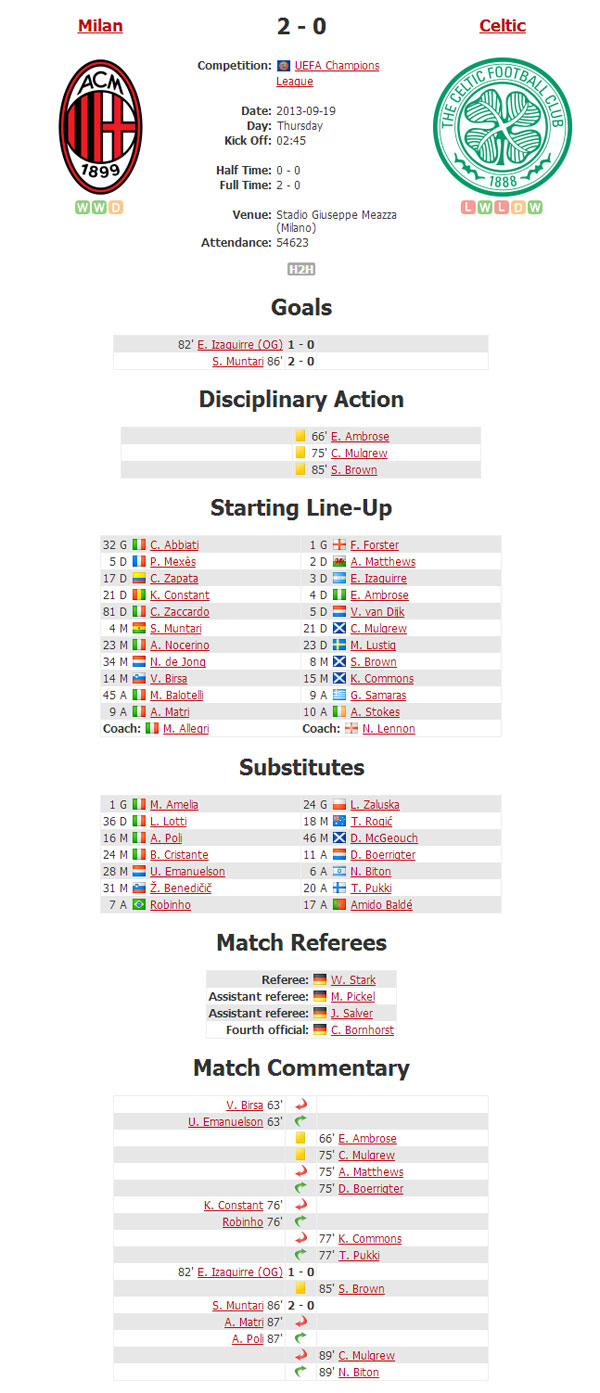 Milan
2 - 0
Celtic
ACM
1899
THE CELTIC FOOTBALL CLUB
1888
W W D
L W L D W
Competition: UEFA Champions
League
Date: 2013-09-19
Day: Thursday
Kick Off: 02:45
Half Time: 0 - 0
Full Time: 2 - 0
Venue: Stadio Giuseppe Meazza
(Milano)
Attendance: 54623
H2H
Goals
82' E. Izaguirre (OG) 1 - 0
S. Muntari 86' 2 - 0
Disciplinary Action
66' E. Ambrose
75' C. Mulgrew
85' S. Brown
Starting Line-Up
32 G C. Abbiati 1 G F. Forster
5 D P. Mexès 2 D A. Matthews
17 D C. Zapata 3 D E. Izaguirre
21 D K. Constant 4 D E. Ambrose
81 D C. Zaccardo 5 D V. van Dijk
4 M S. Muntari 21 D C. Mulgrew
23 M A. Nocerino 23 D M. Lustig
34 M N. de Jong 8 M S. Brown
14 M V. Birsa 15 M K. Commons
45 A M. Balotelli 9 A G. Samaras
9 A A. Matri 10 A A. Stokes
Coach: M. Allegri Coach: N. Lennon
Substitutes
1 G M. Amelia 24 G L. Zaluska
36 D L. Lotti 18 M T. Rogić
16 M A. Poli 46 M D. McGeouch
24 M B. Cristante 11 A D. Boerrigter
28 M U. Emanuelson 6 A N. Biton
31 M Ž. Benedičič 20 A T. Pukki
7 A Robinho 17 A Amido Baldé
Match Referees
Referee: W. Stark
Assistant referee: M. Pickel
Assistant referee: J. Salver
Fourth official: C. Bornhorst
Match Commentary
V. Birsa 63'
U. Emanuelson 63'
66' E. Ambrose
75' C. Mulgrew
75' A. Matthews
75' D. Boerrigter
K. Constant 76'
Robinho 76'
77' K. Commons
77' T. Pukki
82' E. Izaguirre (OG) 1 - 0
85' S. Brown
S. Muntari 86' 2 - 0
A. Matri 87'
A. Poli 87'
89' C. Mulgrew
89' N. Biton